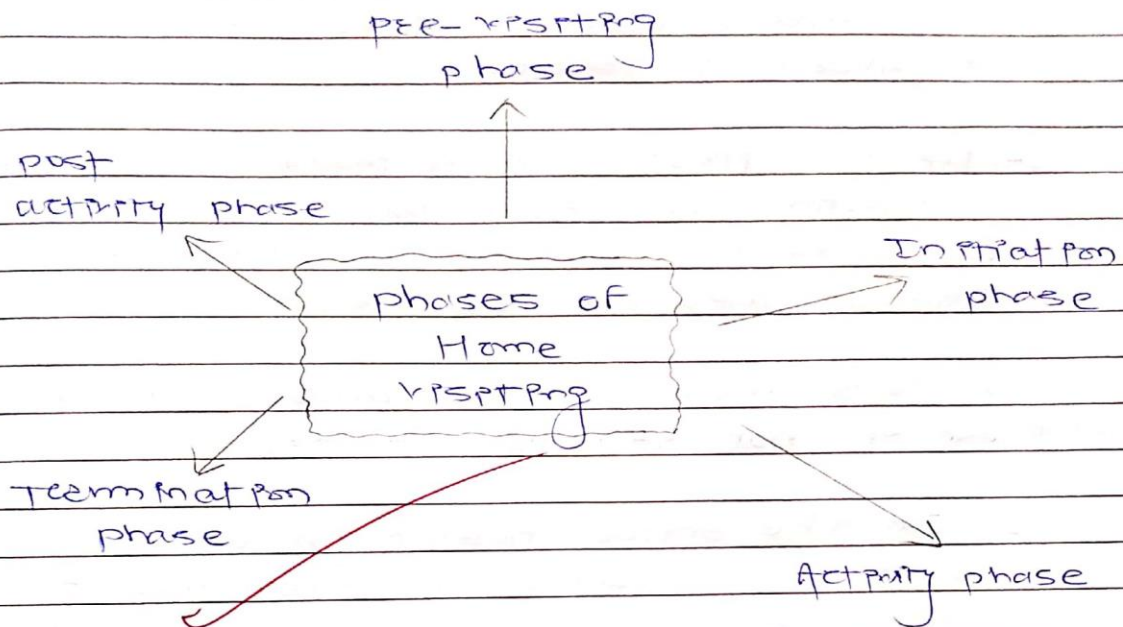 pre-visiting
phase
post
activity phase
Initiation
phase
phases of
Home
visiting
Termination
phase
Activity phase